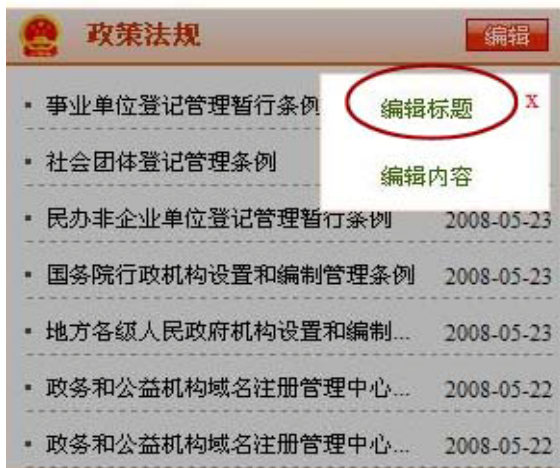 政策法规 编辑
▪ 事业单位登记管理暂行条例 编辑标题 x
▪ 社会团体登记管理条例
编辑内容
▪ 民办非企业单位登记管理暂行条例 2008-05-23
▪ 国务院行政机构设置和编制管理条例 2008-05-23
▪ 地方各级人民政府机构设置和编制... 2008-05-23
▪ 政务和公益机构域名注册管理中心... 2008-05-22
▪ 政务和公益机构域名注册管理中心... 2008-05-22